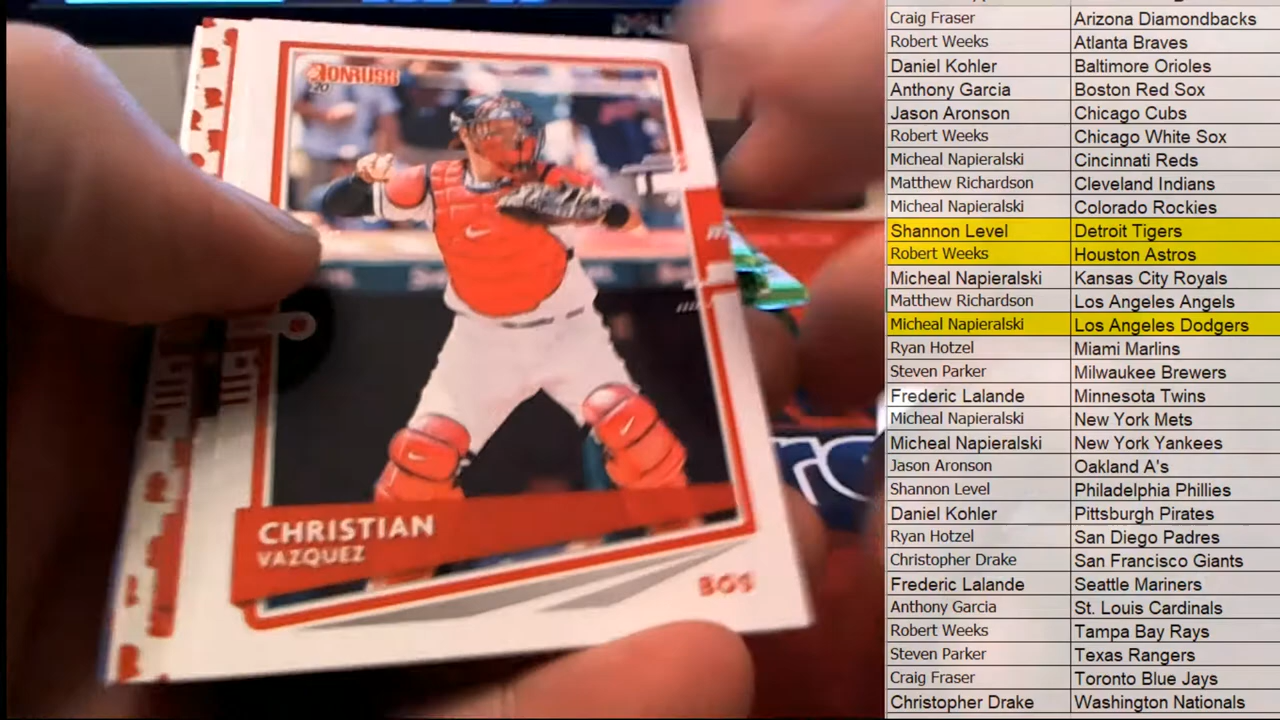 DONRUSS
'20
CHRISTIAN
VAZQUEZ
BOS
Craig Fraser Arizona Diamondbacks
Robert Weeks Atlanta Braves
Daniel Kohler Baltimore Orioles
Anthony Garcia Boston Red Sox
Jason Aronson Chicago Cubs
Robert Weeks Chicago White Sox
Micheal Napieralski Cincinnati Reds
Matthew Richardson Cleveland Indians
Micheal Napieralski Colorado Rockies
Shannon Level Detroit Tigers
Robert Weeks Houston Astros
Micheal Napieralski Kansas City Royals
Matthew Richardson Los Angeles Angels
Micheal Napieralski Los Angeles Dodgers
Ryan Hotzel Miami Marlins
Steven Parker Milwaukee Brewers
Frederic Lalande Minnesota Twins
Micheal Napieralski New York Mets
Micheal Napieralski New York Yankees
Jason Aronson Oakland A's
Shannon Level Philadelphia Phillies
Daniel Kohler Pittsburgh Pirates
Ryan Hotzel San Diego Padres
Christopher Drake San Francisco Giants
Frederic Lalande Seattle Mariners
Anthony Garcia St. Louis Cardinals
Robert Weeks Tampa Bay Rays
Steven Parker Texas Rangers
Craig Fraser Toronto Blue Jays
Christopher Drake Washington Nationals